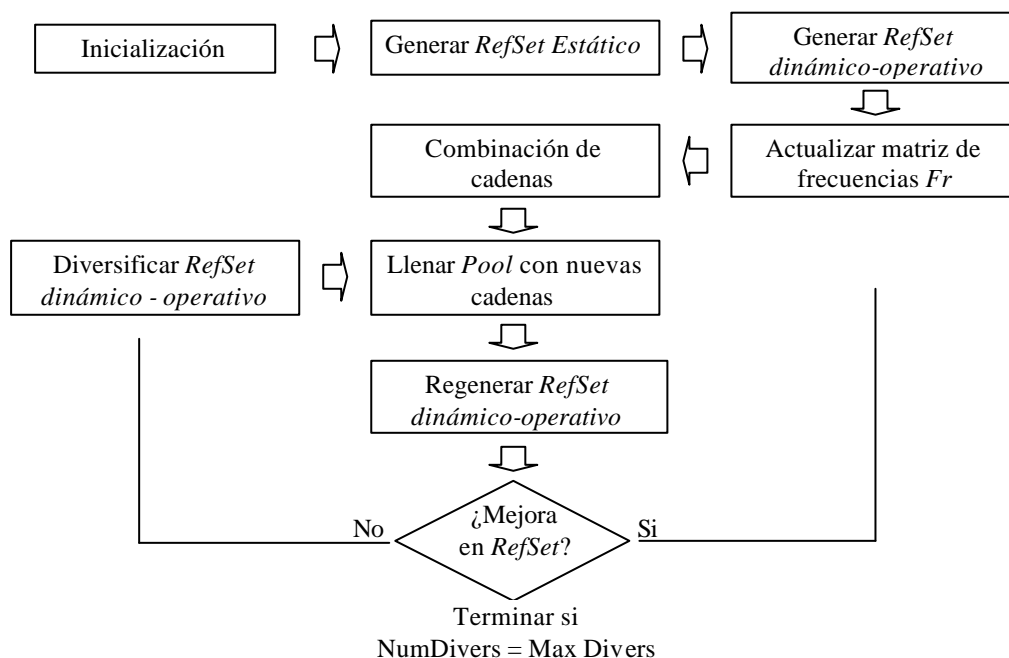 Inicialización
Generar RefSet Estático
Generar RefSet
dinámico-operativo
Combinación de
cadenas
Actualizar matriz de
frecuencias Fr
Diversificar RefSet
dinámico - operativo
Llenar Pool con nuevas
cadenas
Regenerar RefSet
dinámico-operativo
¿Mejora
en RefSet?
No
Si
Terminar si
NumDivers = Max Divers